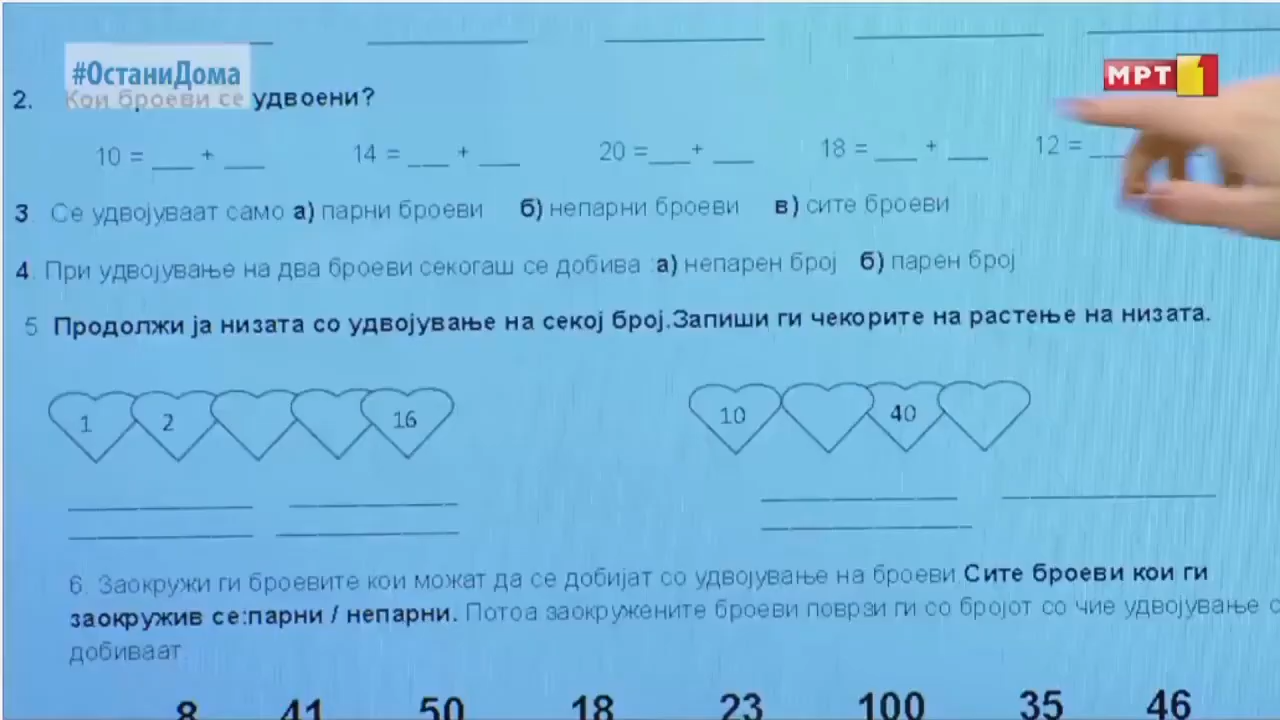 #ОстаниДома
МРТ 1
2. Кои броеви се удвоени?
10 = ___ + ___ 14 = ___ + ___ 20 =___+ ___ 18 = ___ + ___ 12 = __
3 Се удвојуваат само а) парни броеви б) непарни броеви в) сите броеви
4. При удвојување на два броеви секогаш се добива :а) непарен број б) парен број
5 Продолжи ја низата со удвојување на секој број.Запиши ги чекорите на растење на низата.
1 2 16 10 40
6. Заокружи ги броевите кои можат да се добијат со удвојување на броеви.Сите броеви кои ги
заокружив се:парни / непарни. Потоа заокружените броеви поврзи ги со бројот со чие удвојување с
добиваат.
8 41 50 18 23 100 35 46